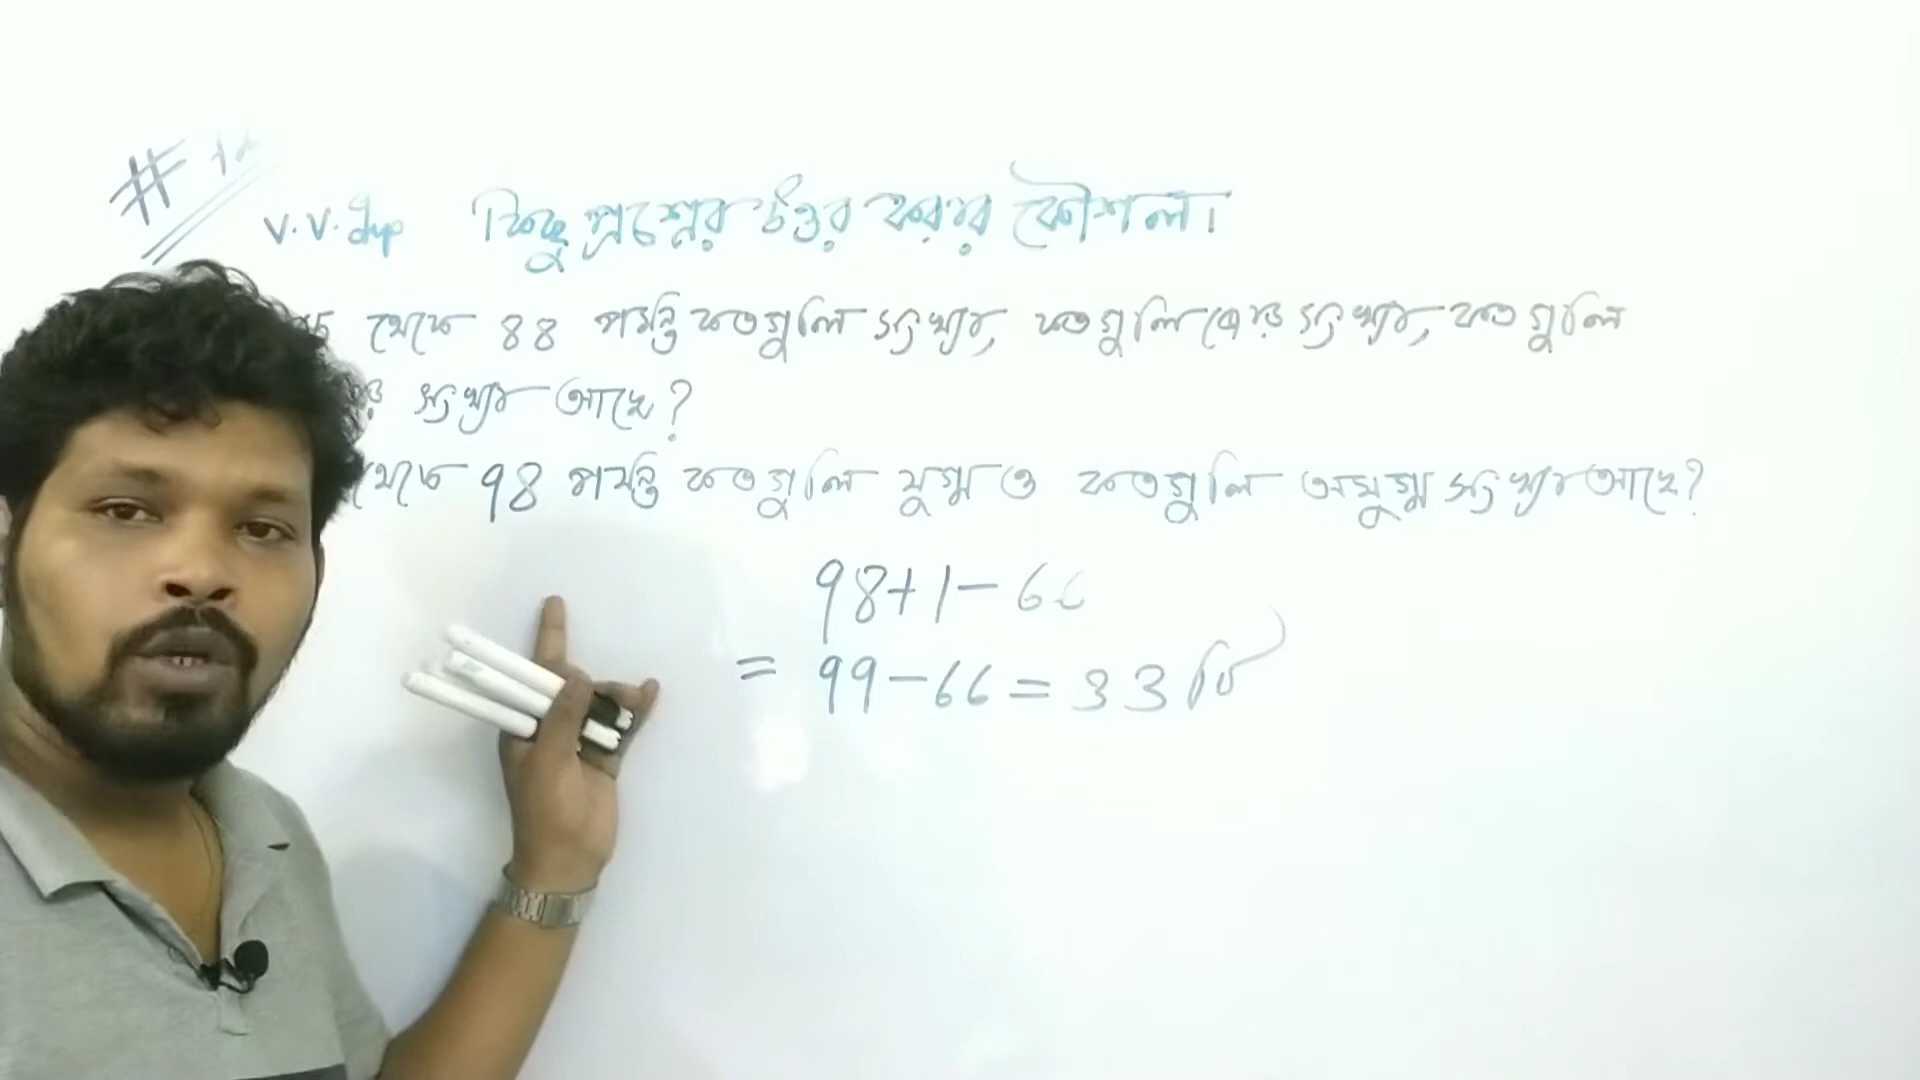 #
V.V. Imp কিছু প্রশ্নের উত্তর করার কৌশল।
থেকে 88 পর্যন্ত কতগুলি সংখ্যা, কতগুলি জোড় সংখ্যা, কতগুলি
সংখ্যা আছে?
থেকে 98 পর্যন্ত কতগুলি যুগ্ম ও কতগুলি অযুগ্ম সংখ্যা আছে?
98+1-66
= 99-66 = 33 টি